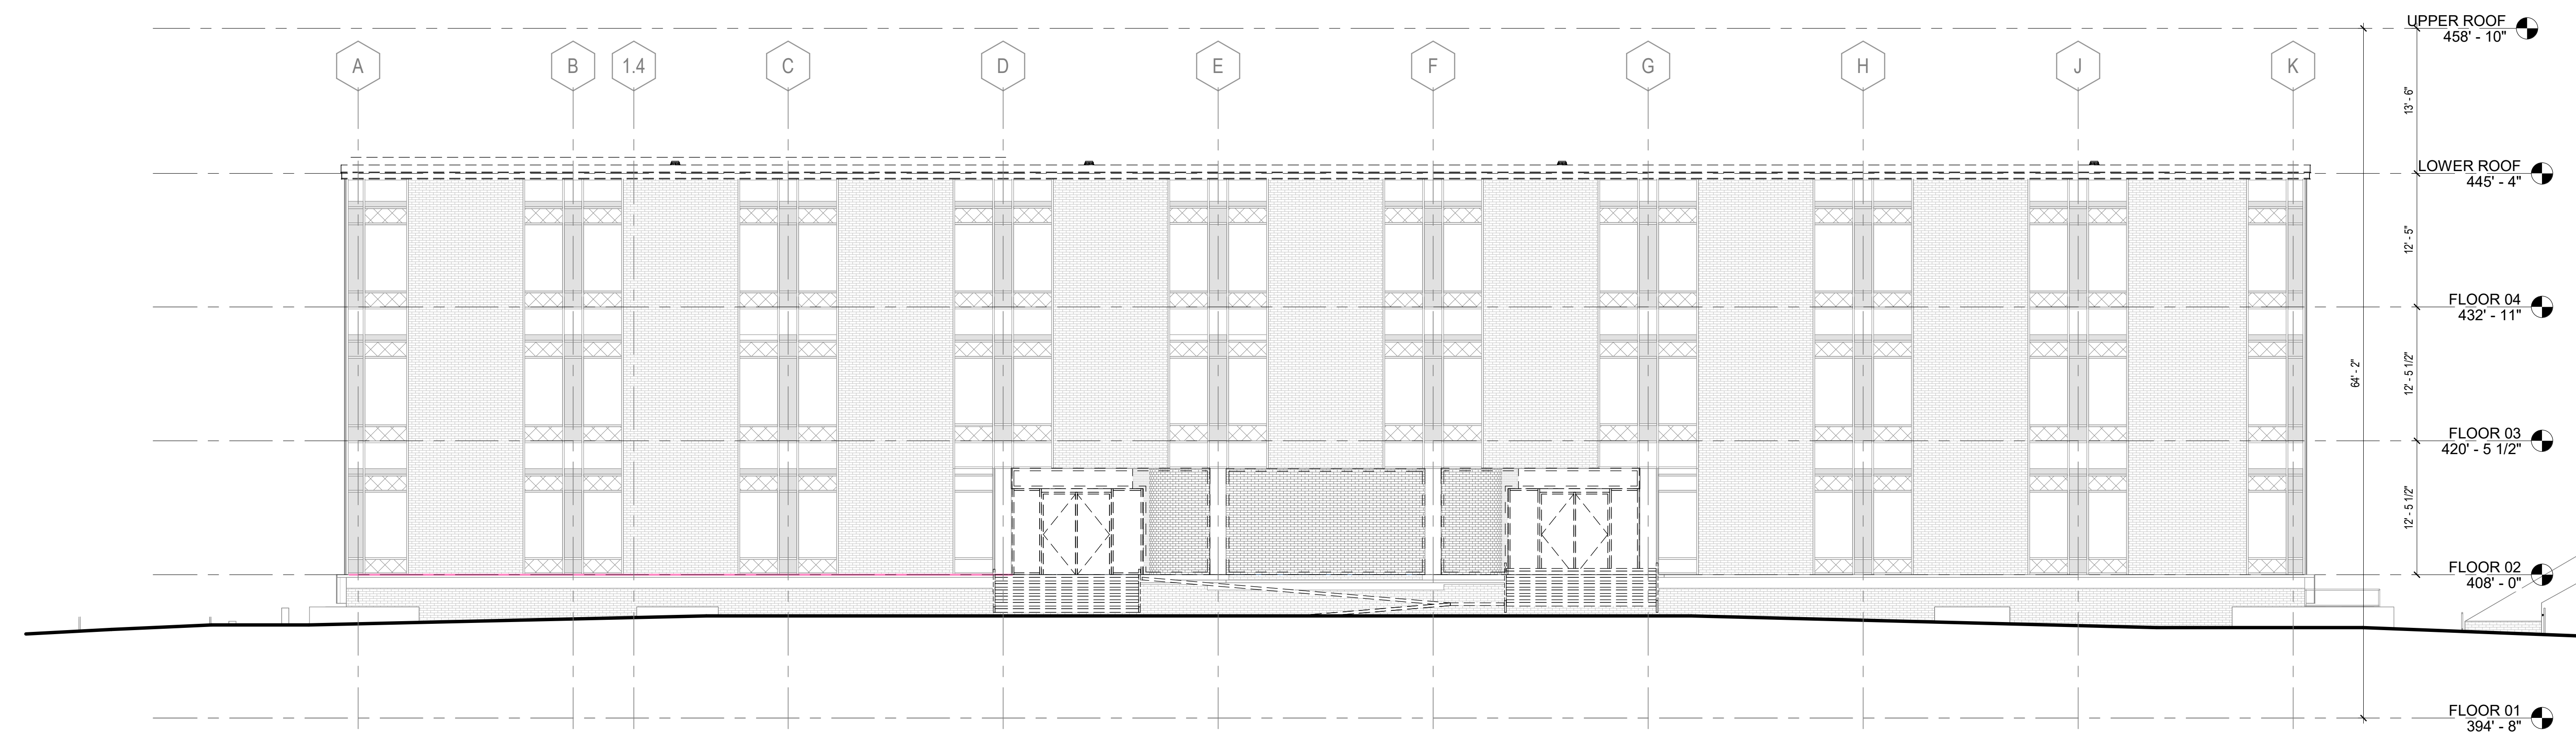 UPPER ROOF
458' - 10"
A
B
1.4
C
D
E
F
G
H
J
K
13' - 6"
LOWER ROOF
445' - 4"
12' - 5"
FLOOR 04
432' - 11"
12' - 5 1/2"
64' - 2"
FLOOR 03
420' - 5 1/2"
12' - 5 1/2"
FLOOR 02
408' - 0"
FLOOR 01
394' - 8"